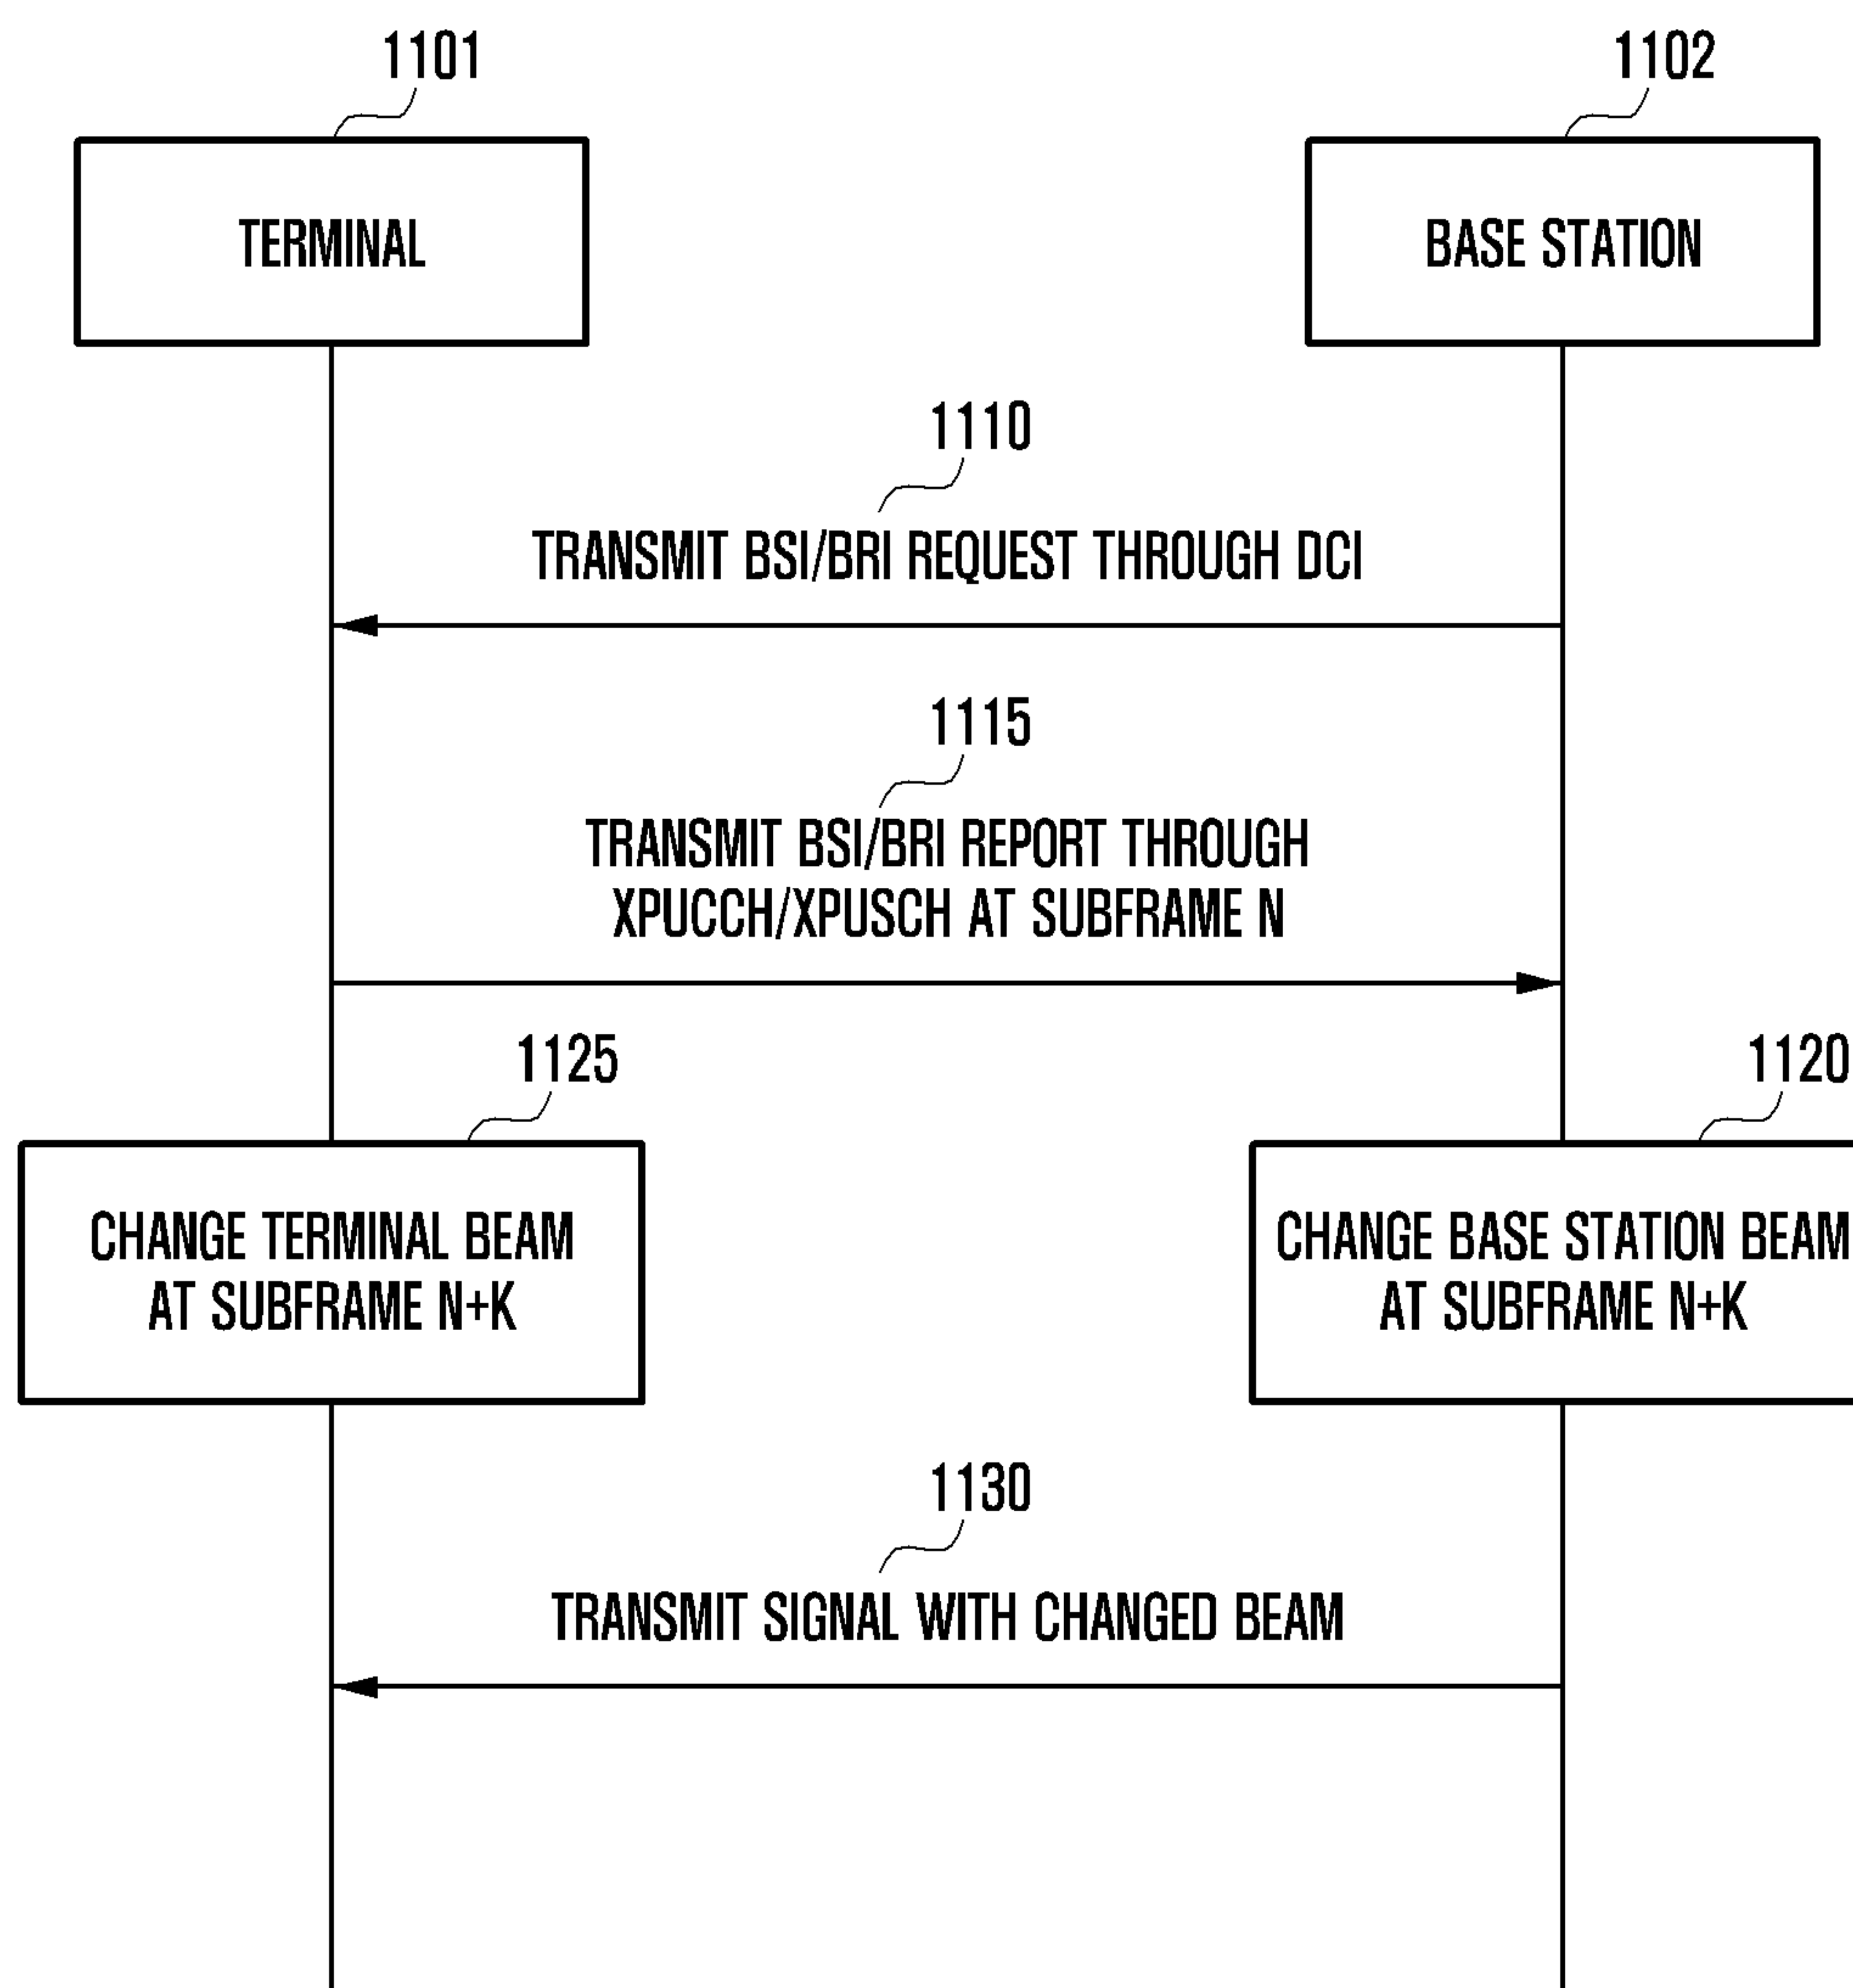 1101
1102
TERMINAL
BASE STATION
1110
TRANSMIT BSI/BRI REQUEST THROUGH DCI
1115
TRANSMIT BSI/BRI REPORT THROUGH
XPUCCH/XPUSCH AT SUBFRAME N
1125
1120
CHANGE TERMINAL BEAM
AT SUBFRAME N+K
CHANGE BASE STATION BEAM
AT SUBFRAME N+K
1130
TRANSMIT SIGNAL WITH CHANGED BEAM